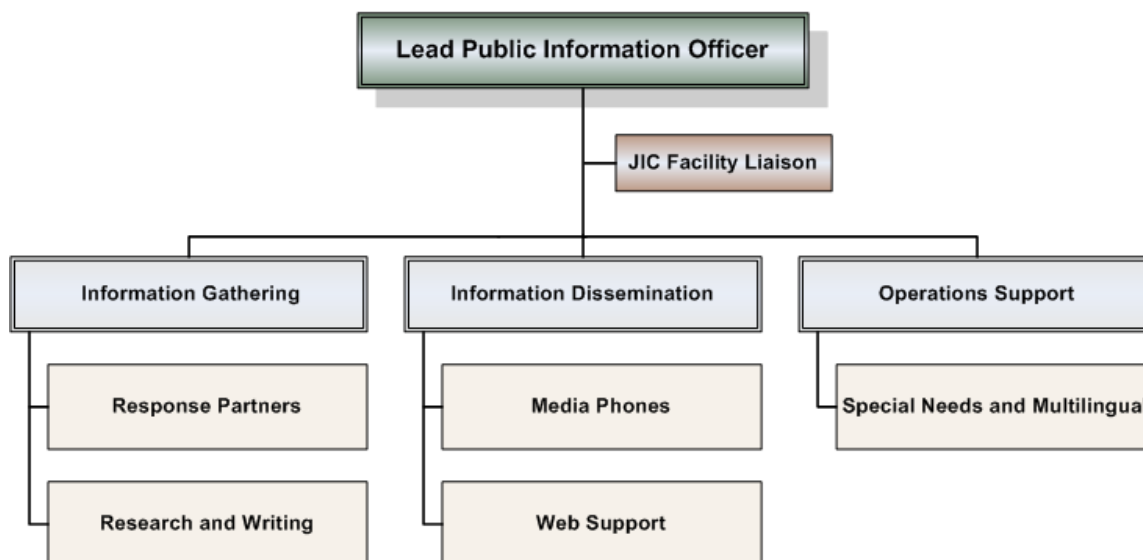 Lead Public Information Officer
JIC Facility Liaison
Information Gathering
Information Dissemination
Operations Support
Response Partners
Media Phones
Special Needs and Multilingual
Research and Writing
Web Support